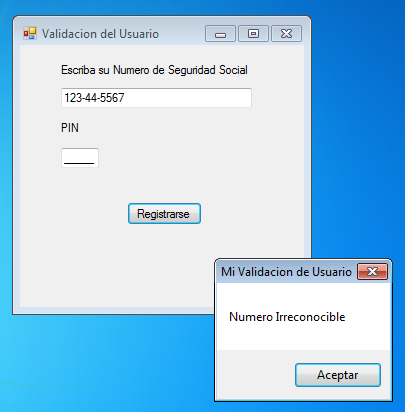 Validacion del Usuario
Escriba su Numero de Seguridad Social
123-44-5567
PIN
_____
Registrarse
Mi Validacion de Usuario
Numero Irreconocible
Aceptar